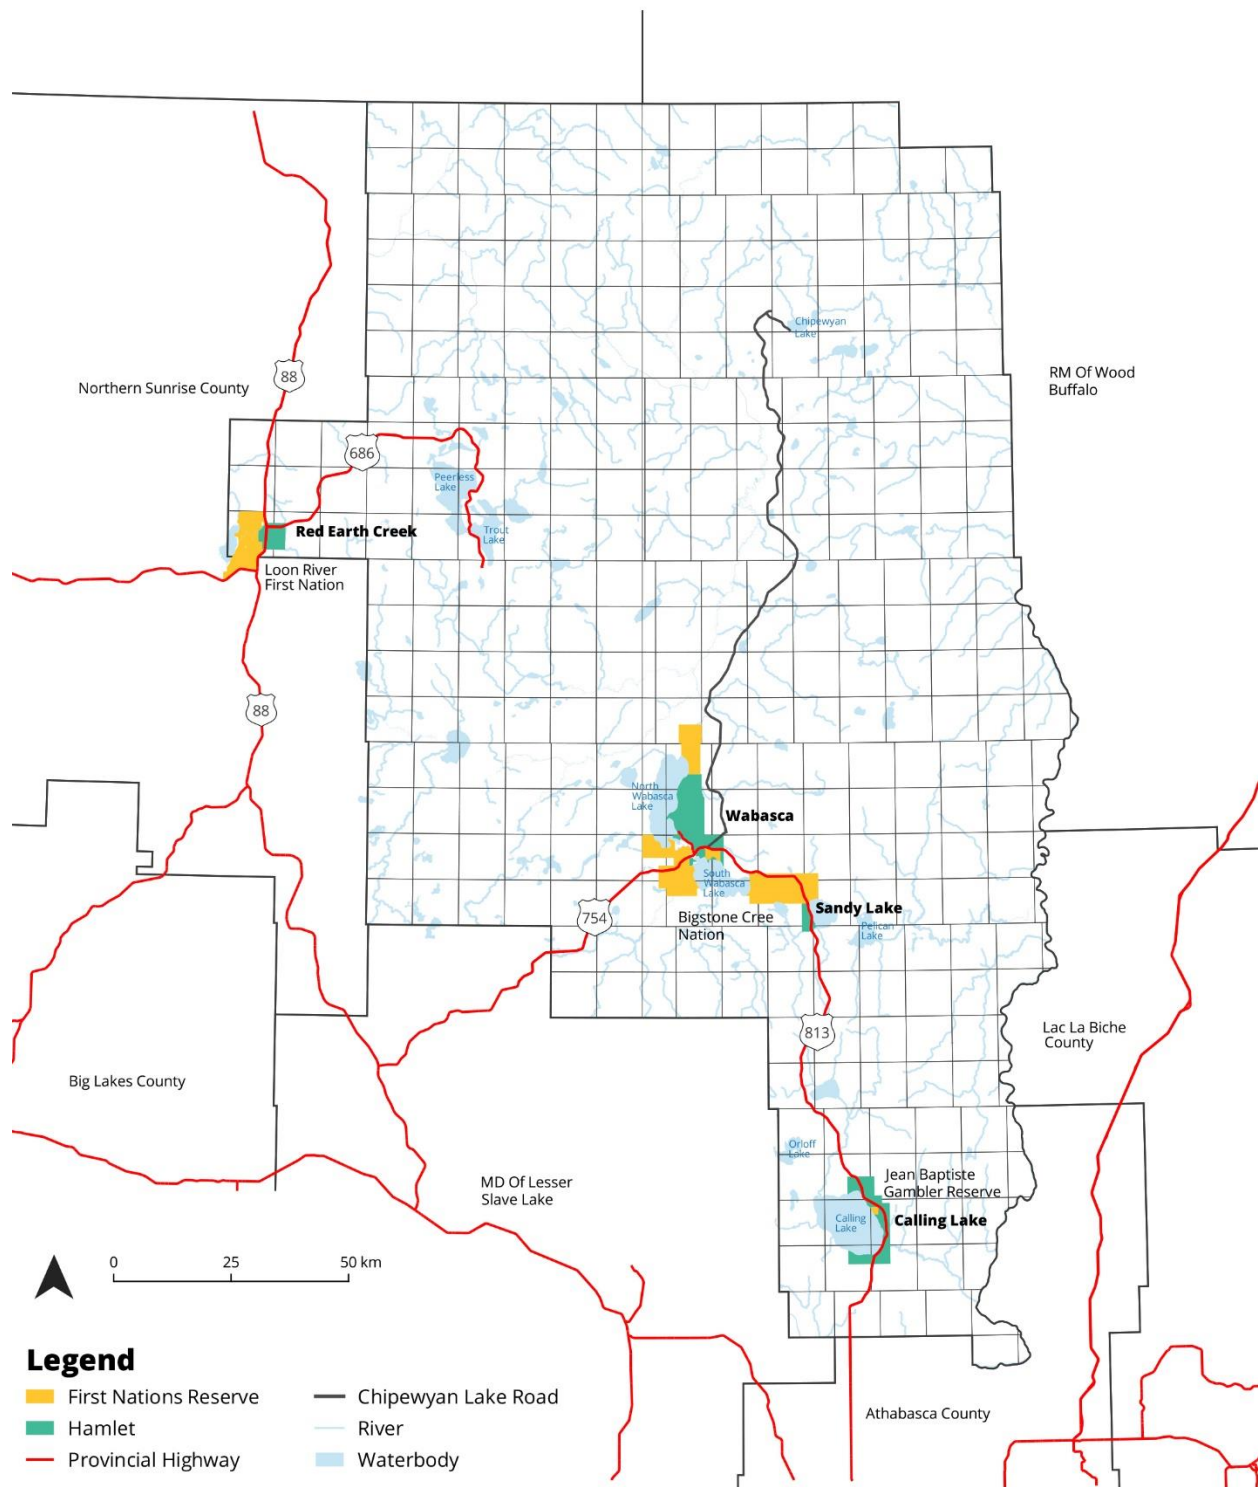 Chipewyan
Lake
RM Of Wood
Buffalo
88
Northern Sunrise County
686
Peerless
Lake
Red Earth Creek
Trout
Lake
Loon River
First Nation
88
North
Wabasca
Lake
Wabasca
South
Wabasca
Lake
Sandy Lake
754
Bigstone Cree
Nation
Pelican
Lake
813
Lac La Biche
County
Big Lakes County
Orloff
Lake
MD Of Lesser
Slave Lake
Jean Baptiste
Gambler Reserve
Calling
Lake
Calling Lake
0 25 50 km
Legend
First Nations Reserve
Hamlet
Provincial Highway
Chipewyan Lake Road
River
Waterbody
Athabasca County